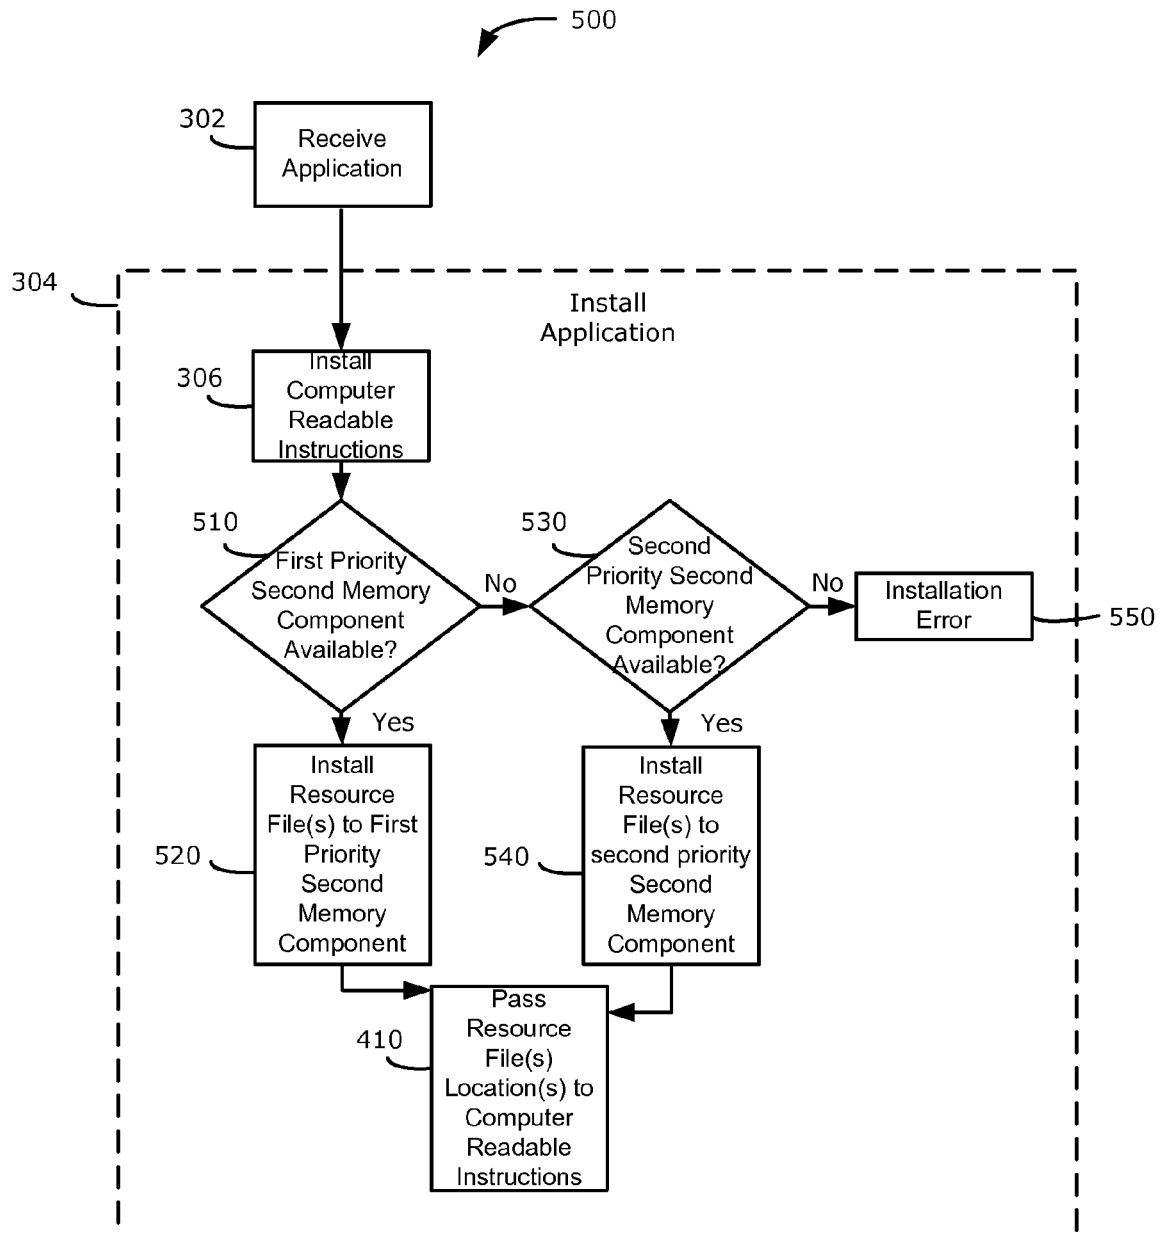 500
302
Receive
Application
304
Install
Application
306
Install
Computer
Readable
Instructions
510
First Priority
Second Memory
Component
Available?
No
530
Second
Priority Second
Memory
Component
Available?
No
Installation
Error
550
Yes
Yes
520
Install
Resource
File(s) to First
Priority
Second
Memory
Component
540
Install
Resource
File(s) to
second priority
Second
Memory
Component
410
Pass
Resource
File(s)
Location(s) to
Computer
Readable
Instructions